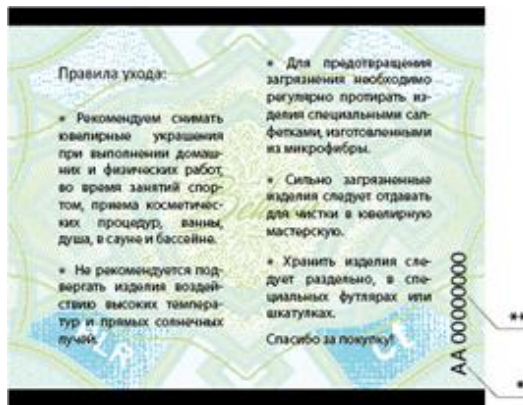 Правила ухода:
* Рекомендуем снимать
ювелирные украшения
при выполнении домаш-
них и физических работ,
во время занятий спор-
том, приема косметичес-
ких процедур, ванны,
душа, в сауне и бассейне.
* Не рекомендуется под-
вергать изделия воздей-
ствию высоких темпера-
тур и прямых солнечных
лучей.
* Для предотвращения
загрязнения необходимо
регулярно протирать из-
делия специальными сал-
фетками, изготовленными
из микрофибры.
* Сильно загрязненные
изделия следует отдавать
для чистки в ювелирную
мастерскую.
* Хранить изделия сле-
дует раздельно, в спе-
циальных футлярах или
шкатулках.
Спасибо за покупку!
АА 00000000
**
*
ALR
ct